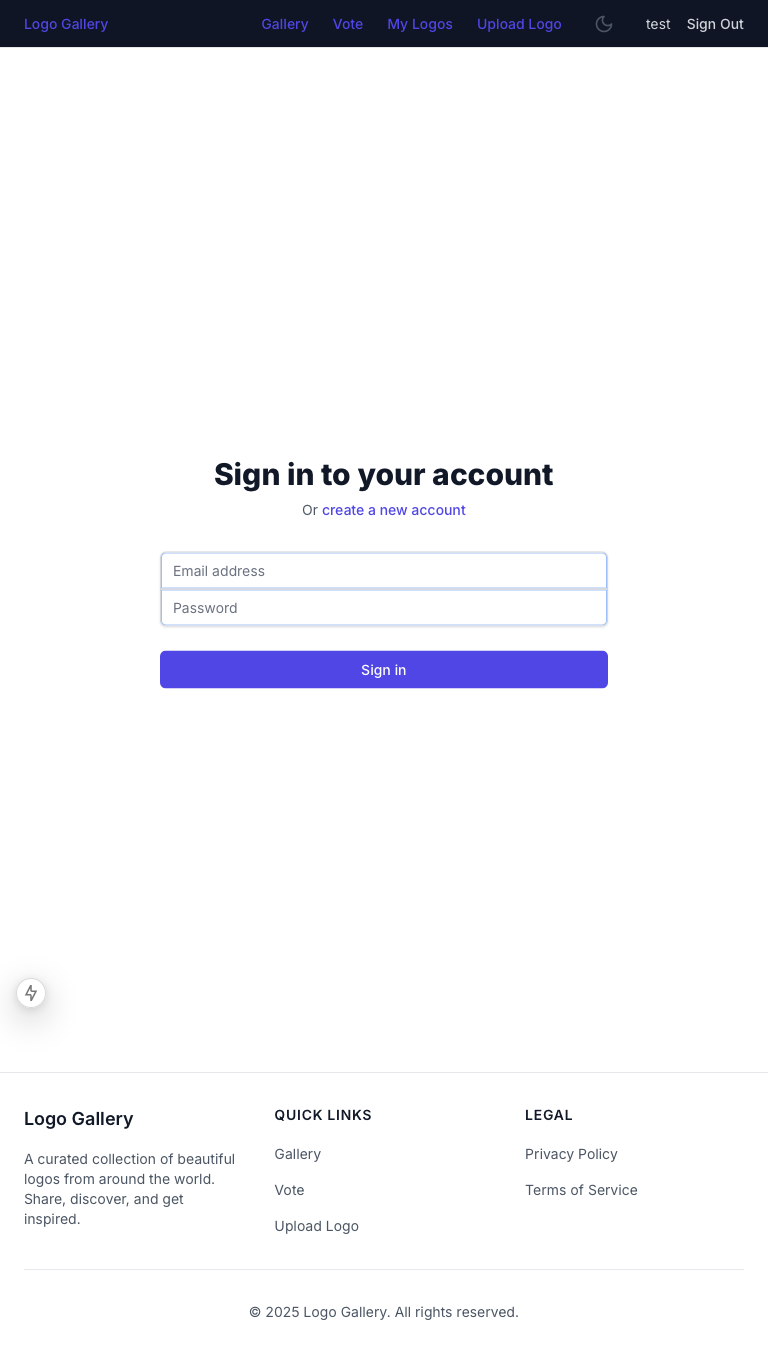 Logo Gallery Gallery Vote My Logos Upload Logo test Sign Out
Sign in to your account
Or create a new account
Email address
Password
Sign in
Logo Gallery
A curated collection of beautiful
logos from around the world.
Share, discover, and get
inspired.
QUICK LINKS
Gallery
Vote
Upload Logo
LEGAL
Privacy Policy
Terms of Service
© 2025 Logo Gallery. All rights reserved.